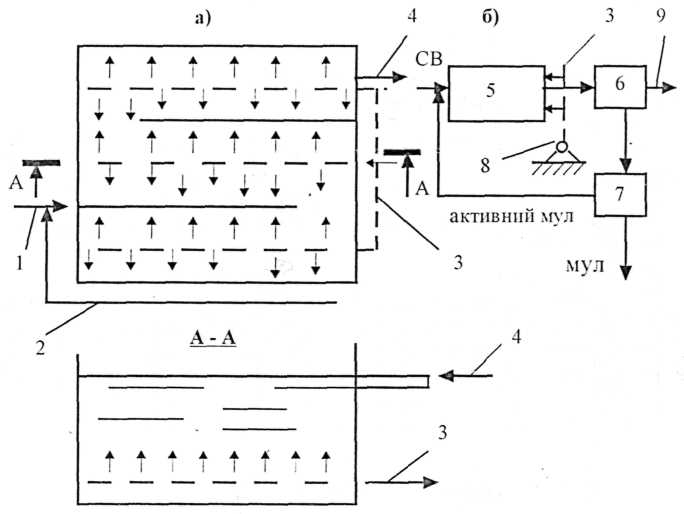 а)
4
б)
3
9
СВ
5
6
А
8
А
7
1
активний мул
3
мул
2
А - А
4
3